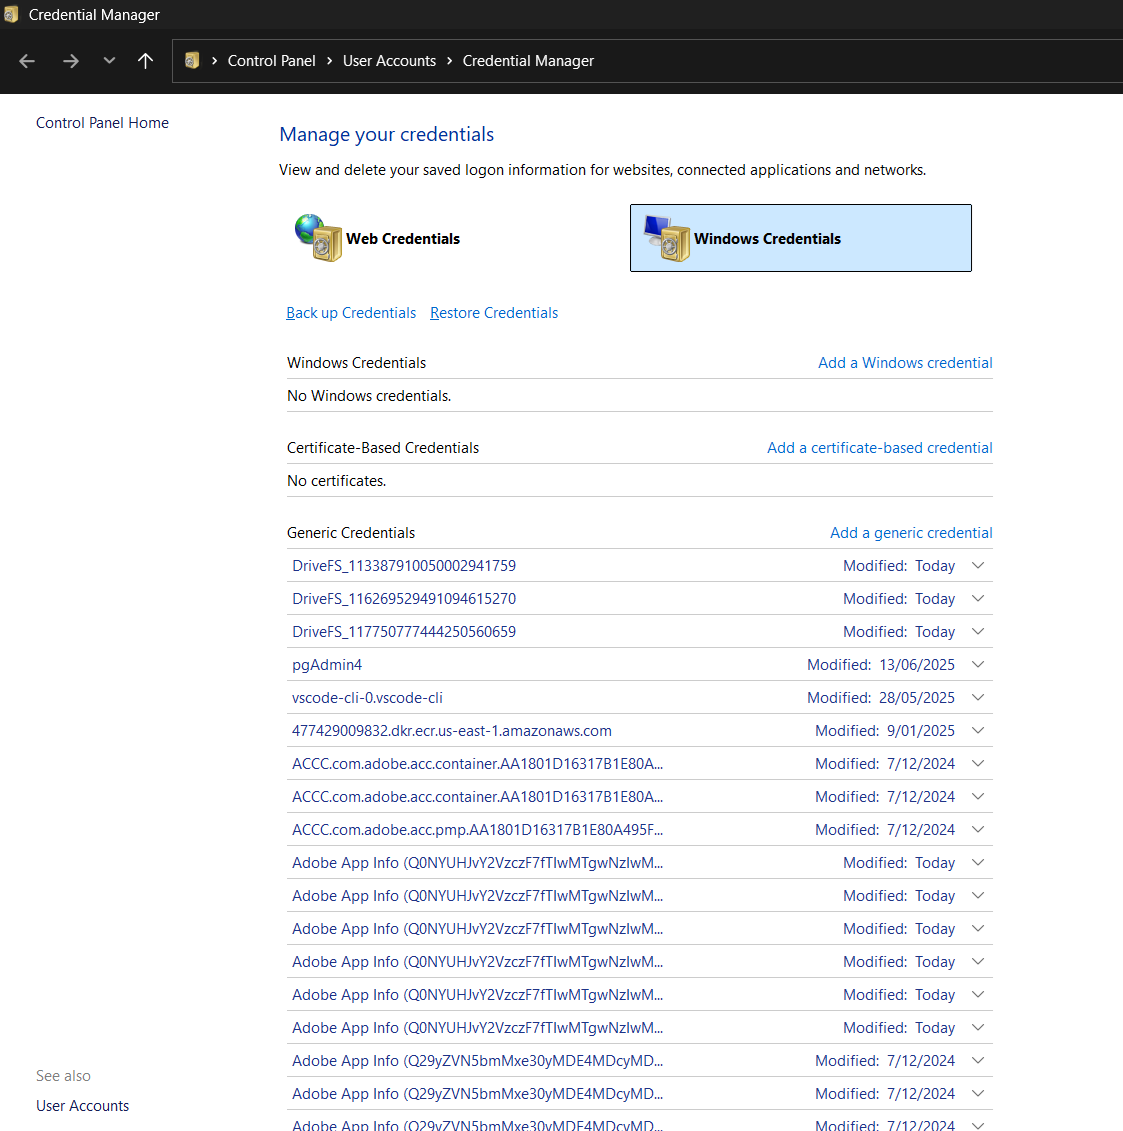 Credential Manager
Control Panel > User Accounts > Credential Manager
Control Panel Home
Manage your credentials
View and delete your saved logon information for websites, connected applications and networks.
Web Credentials
Windows Credentials
Back up Credentials Restore Credentials
Windows Credentials Add a Windows credential
No Windows credentials.
Certificate-Based Credentials Add a certificate-based credential
No certificates.
Generic Credentials Add a generic credential
DriveFS_113387910050002941759 Modified: Today
DriveFS_116269529491094615270 Modified: Today
DriveFS_117750777444250560659 Modified: Today
pgAdmin4 Modified: 13/06/2025
vscode-cli-0.vscode-cli Modified: 28/05/2025
477429009832.dkr.ecr.us-east-1.amazonaws.com Modified: 9/01/2025
ACCC.com.adobe.acc.container.AA1801D16317B1E80A... Modified: 7/12/2024
ACCC.com.adobe.acc.container.AA1801D16317B1E80A... Modified: 7/12/2024
ACCC.com.adobe.acc.pmp.AA1801D16317B1E80A495F... Modified: 7/12/2024
Adobe App Info (Q0NYUHJvY2VzczF7fTIwMTgwNzIwM... Modified: Today
Adobe App Info (Q0NYUHJvY2VzczF7fTIwMTgwNzIwM... Modified: Today
Adobe App Info (Q0NYUHJvY2VzczF7fTIwMTgwNzIwM... Modified: Today
Adobe App Info (Q0NYUHJvY2VzczF7fTIwMTgwNzIwM... Modified: Today
Adobe App Info (Q0NYUHJvY2VzczF7fTIwMTgwNzIwM... Modified: Today
Adobe App Info (Q0NYUHJvY2VzczF7fTIwMTgwNzIwM... Modified: Today
Adobe App Info (Q29yZVN5bmMxe30yMDE4MDcyMD... Modified: 7/12/2024
Adobe App Info (Q29yZVN5bmMxe30yMDE4MDcyMD... Modified: 7/12/2024
Adobe App Info (Q29yZVN5bmMxe30yMDE4MDcyMD... Modified: 7/12/2024
See also
User Accounts